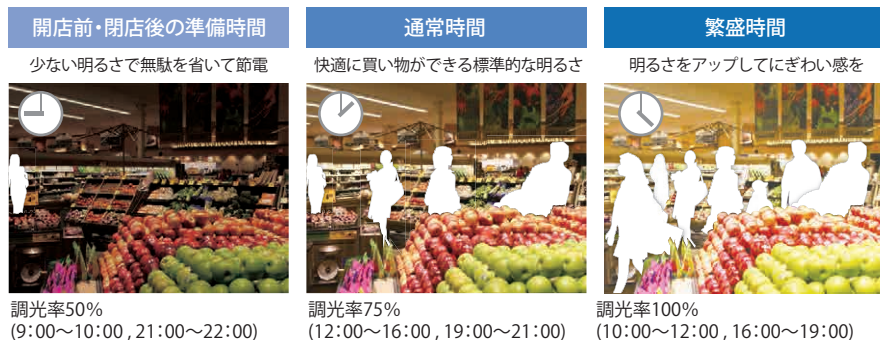 開店前・閉店後の準備時間
少ない明るさで無駄を省いて節電
調光率50%
(9：00〜10：00 , 21：00〜22：00)
通常時間
快適に買い物ができる標準的な明るさ
調光率75%
(12：00〜16：00 , 19：00〜21：00)
繁盛時間
明るさをアップしてにぎわい感を
調光率100%
(10：00〜12：00 , 16：00〜19：00)